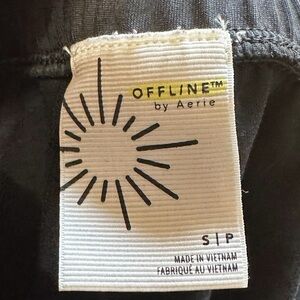 OFFLINE™
by Aerie
S | P
MADE IN VIETNAM
FABRIQUÉ AU VIETNAM